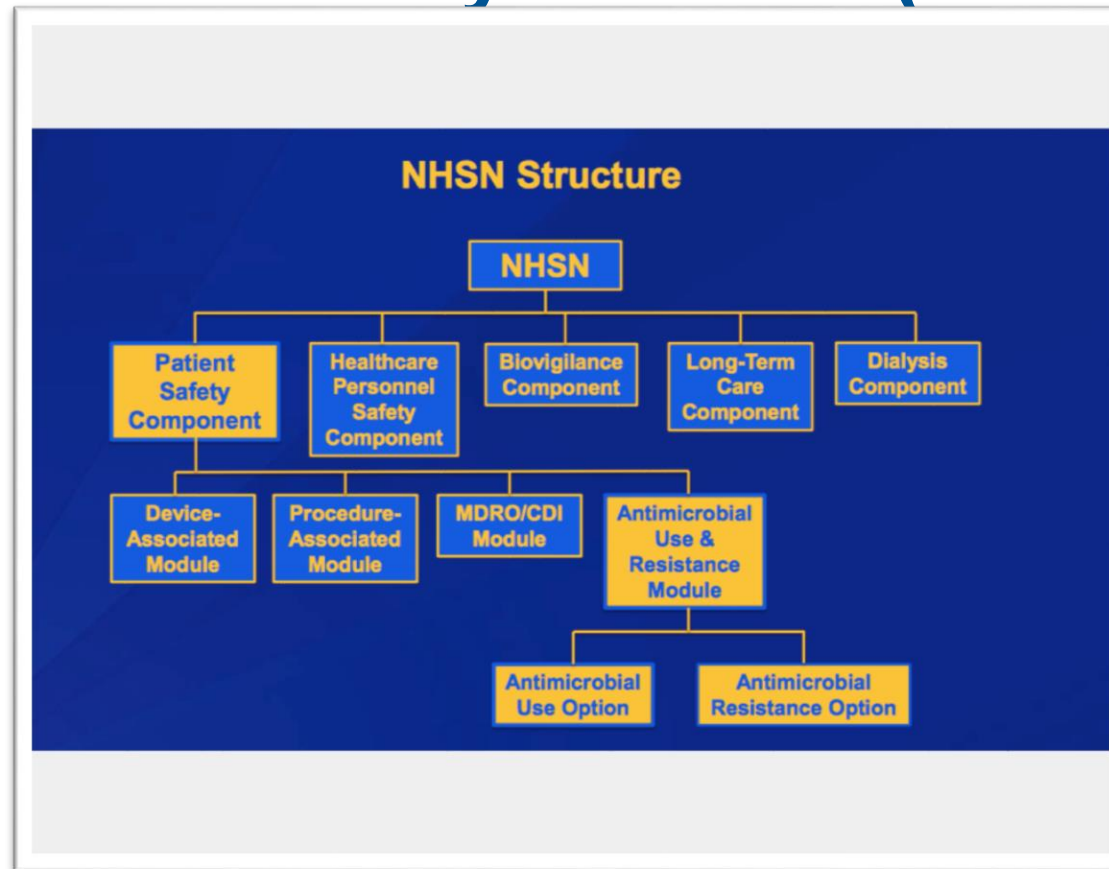 NHSN Structure
NHSN
Patient
Safety
Component
Healthcare
Personnel
Safety
Component
Biovigilance
Component
Long-Term
Care
Component
Dialysis
Component
Device-
Associated
Module
Procedure-
Associated
Module
MDRO/CDI
Module
Antimicrobial
Use &
Resistance
Module
Antimicrobial
Use Option
Antimicrobial
Resistance Option